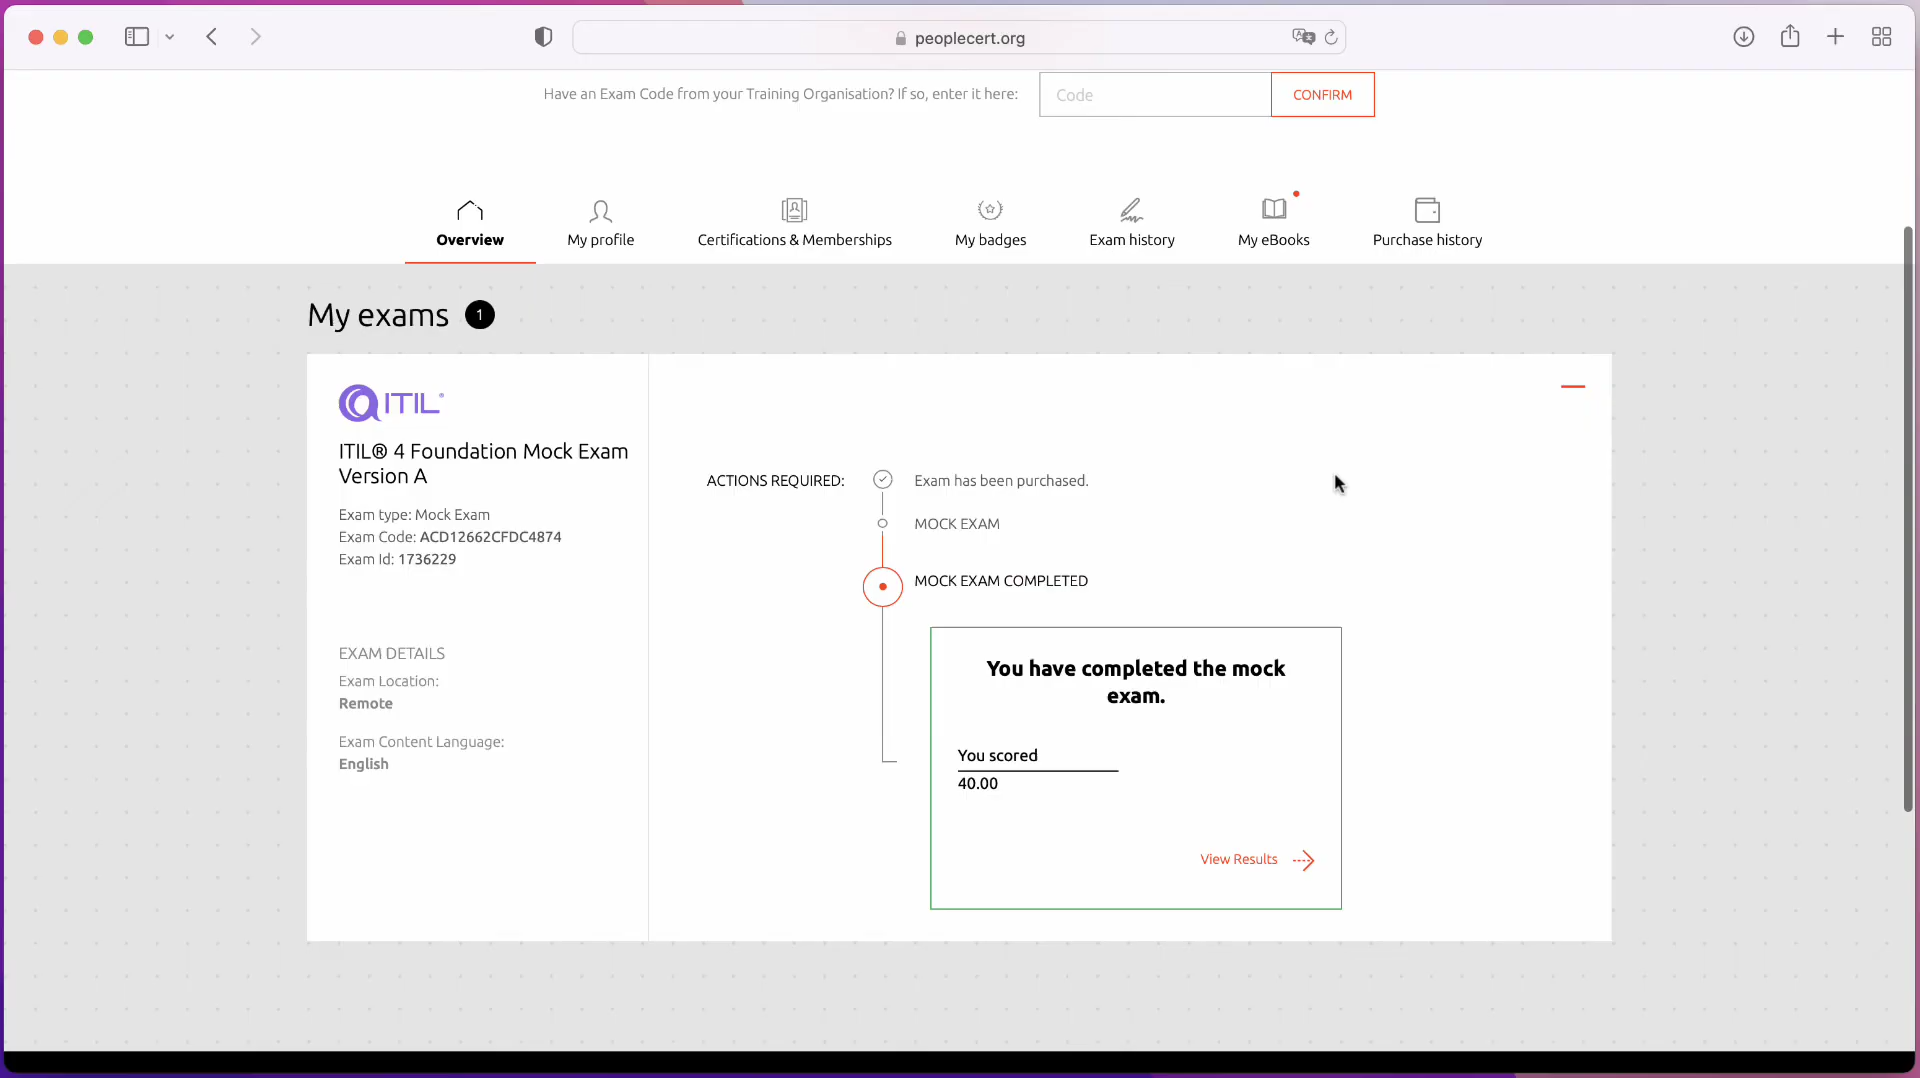 peoplecert.org
Have an Exam Code from your Training Organisation? If so, enter it here:
Code
CONFIRM
Overview
My profile
Certifications & Memberships
My badges
Exam history
My eBooks
Purchase history
My exams 1
ITIL®
ITIL® 4 Foundation Mock Exam
Version A
Exam type: Mock Exam
Exam Code: ACD12662CFDC4874
Exam Id: 1736229
EXAM DETAILS
Exam Location:
Remote
Exam Content Language:
English
ACTIONS REQUIRED:
Exam has been purchased.
MOCK EXAM
MOCK EXAM COMPLETED
You have completed the mock
exam.
You scored
40.00
View Results